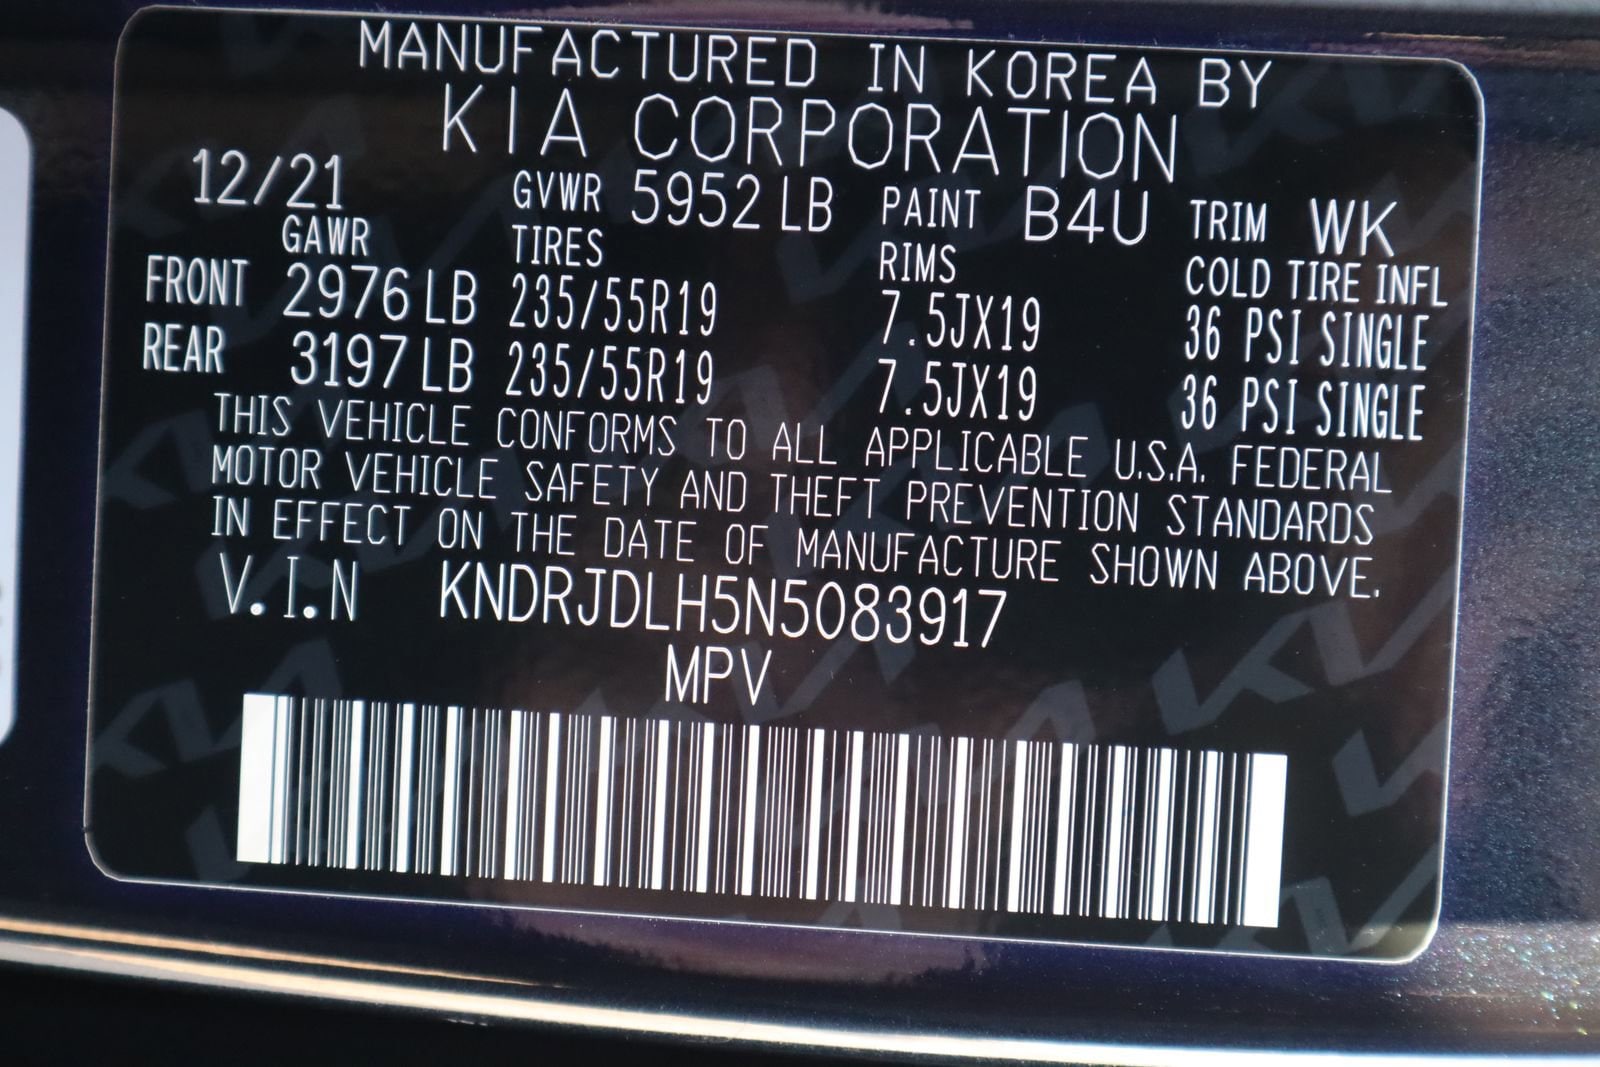 MANUFACTURED IN KOREA BY
KIA CORPORATION
12/21 GVWR 5952 LB PAINT B4U TRIM WK
GAWR TIRES RIMS COLD TIRE INFL
FRONT 2976 LB 235/55R19 7.5JX19 36 PSI SINGLE
REAR 3197 LB 235/55R19 7.5JX19 36 PSI SINGLE
THIS VEHICLE CONFORMS TO ALL APPLICABLE U.S.A. FEDERAL
MOTOR VEHICLE SAFETY AND THEFT PREVENTION STANDARDS
IN EFFECT ON THE DATE OF MANUFACTURE SHOWN ABOVE.
V.I.N KNDRJDLH5N5083917
MPV